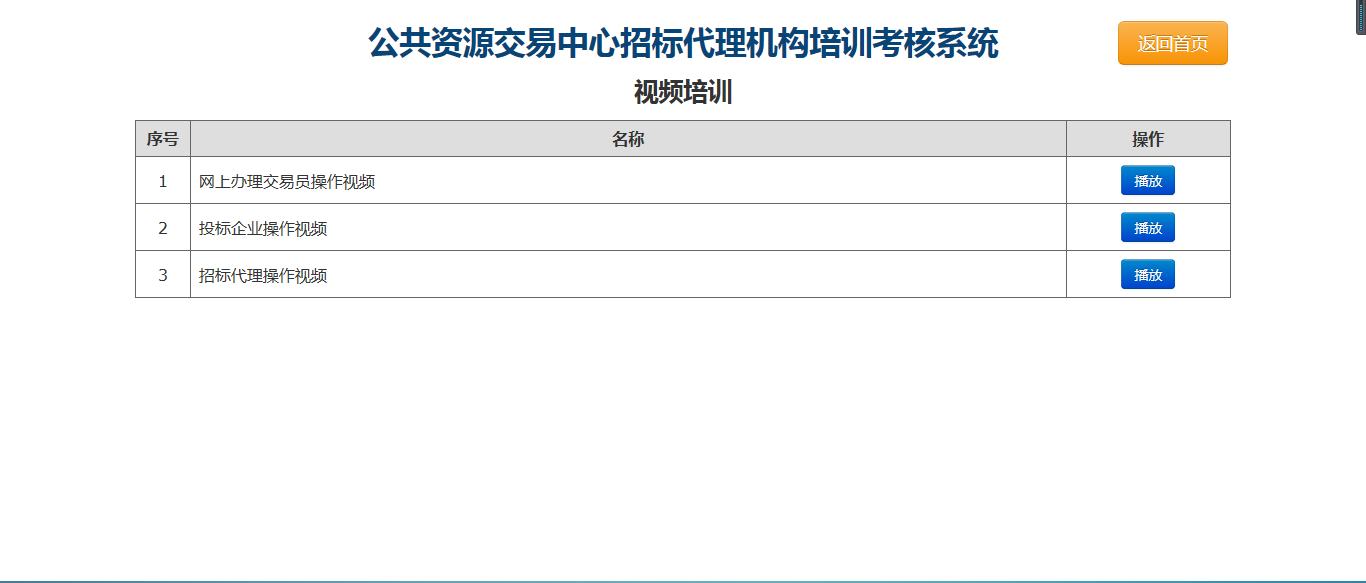 公共资源交易中心招标代理机构培训考核系统
返回首页
视频培训
序号 名称 操作
1 网上办理交易员操作视频 播放
2 投标企业操作视频 播放
3 招标代理操作视频 播放